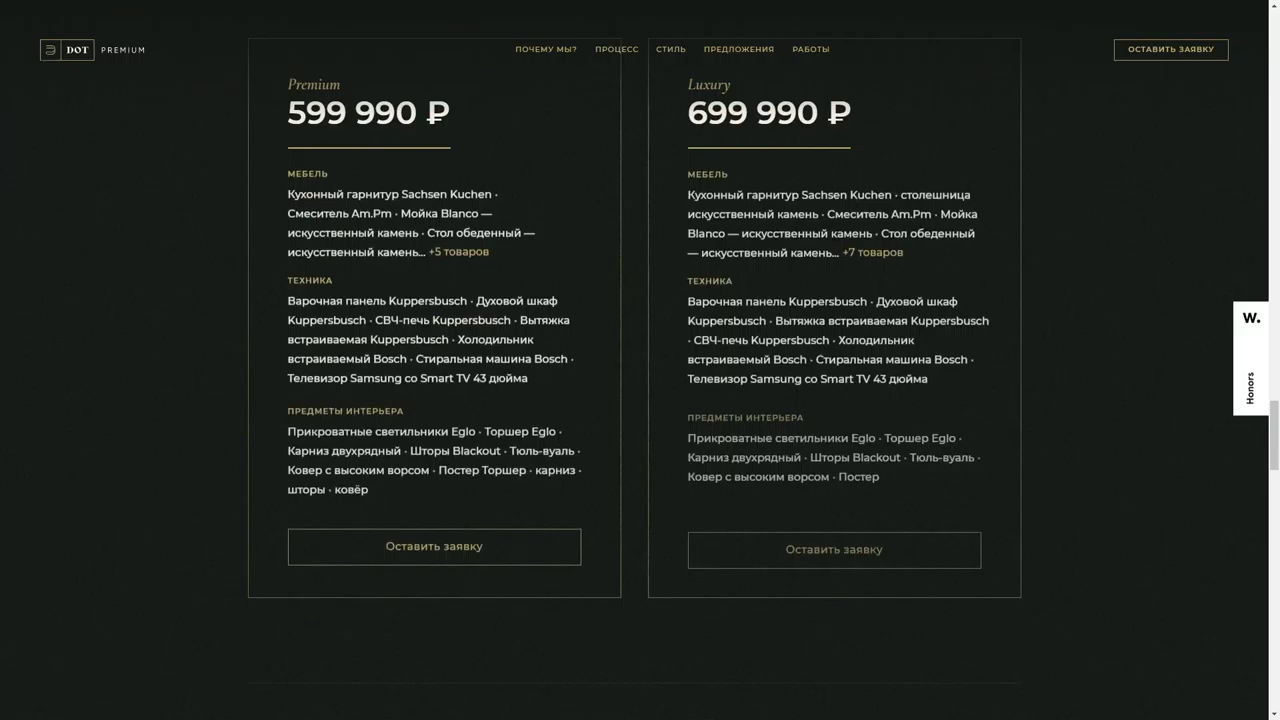 DOT PREMIUM
ПОЧЕМУ МЫ? ПРОЦЕСС СТИЛЬ ПРЕДЛОЖЕНИЯ РАБОТЫ
ОСТАВИТЬ ЗАЯВКУ
Premium
599 990 ₽
МЕБЕЛЬ
Кухонный гарнитур Sachsen Kuchen ·
Смеситель Am.Pm · Мойка Blanco —
искусственный камень · Стол обеденный —
искусственный камень... +5 товаров
ТЕХНИКА
Варочная панель Kuppersbusch · Духовой шкаф
Kuppersbusch · СВЧ-печь Kuppersbusch · Вытяжка
встраиваемая Kuppersbusch · Холодильник
встраиваемый Bosch · Стиральная машина Bosch ·
Телевизор Samsung со Smart TV 43 дюйма
ПРЕДМЕТЫ ИНТЕРЬЕРА
Прикроватные светильники Eglo · Торшер Eglo ·
Карниз двухрядный · Шторы Blackout · Тюль-вуаль ·
Ковер с высоким ворсом · Постер Торшер · карниз ·
шторы · ковёр
Оставить заявку
Luxury
699 990 ₽
МЕБЕЛЬ
Кухонный гарнитур Sachsen Kuchen · столешница
искусственный камень · Смеситель Am.Pm · Мойка
Blanco — искусственный камень · Стол обеденный
— искусственный камень... +7 товаров
ТЕХНИКА
Варочная панель Kuppersbusch · Духовой шкаф
Kuppersbusch · Вытяжка встраиваемая Kuppersbusch
· СВЧ-печь Kuppersbusch · Холодильник
встраиваемый Bosch · Стиральная машина Bosch ·
Телевизор Samsung со Smart TV 43 дюйма
ПРЕДМЕТЫ ИНТЕРЬЕРА
Прикроватные светильники Eglo · Торшер Eglo ·
Карниз двухрядный · Шторы Blackout · Тюль-вуаль ·
Ковер с высоким ворсом · Постер
Оставить заявку
W.
Honors